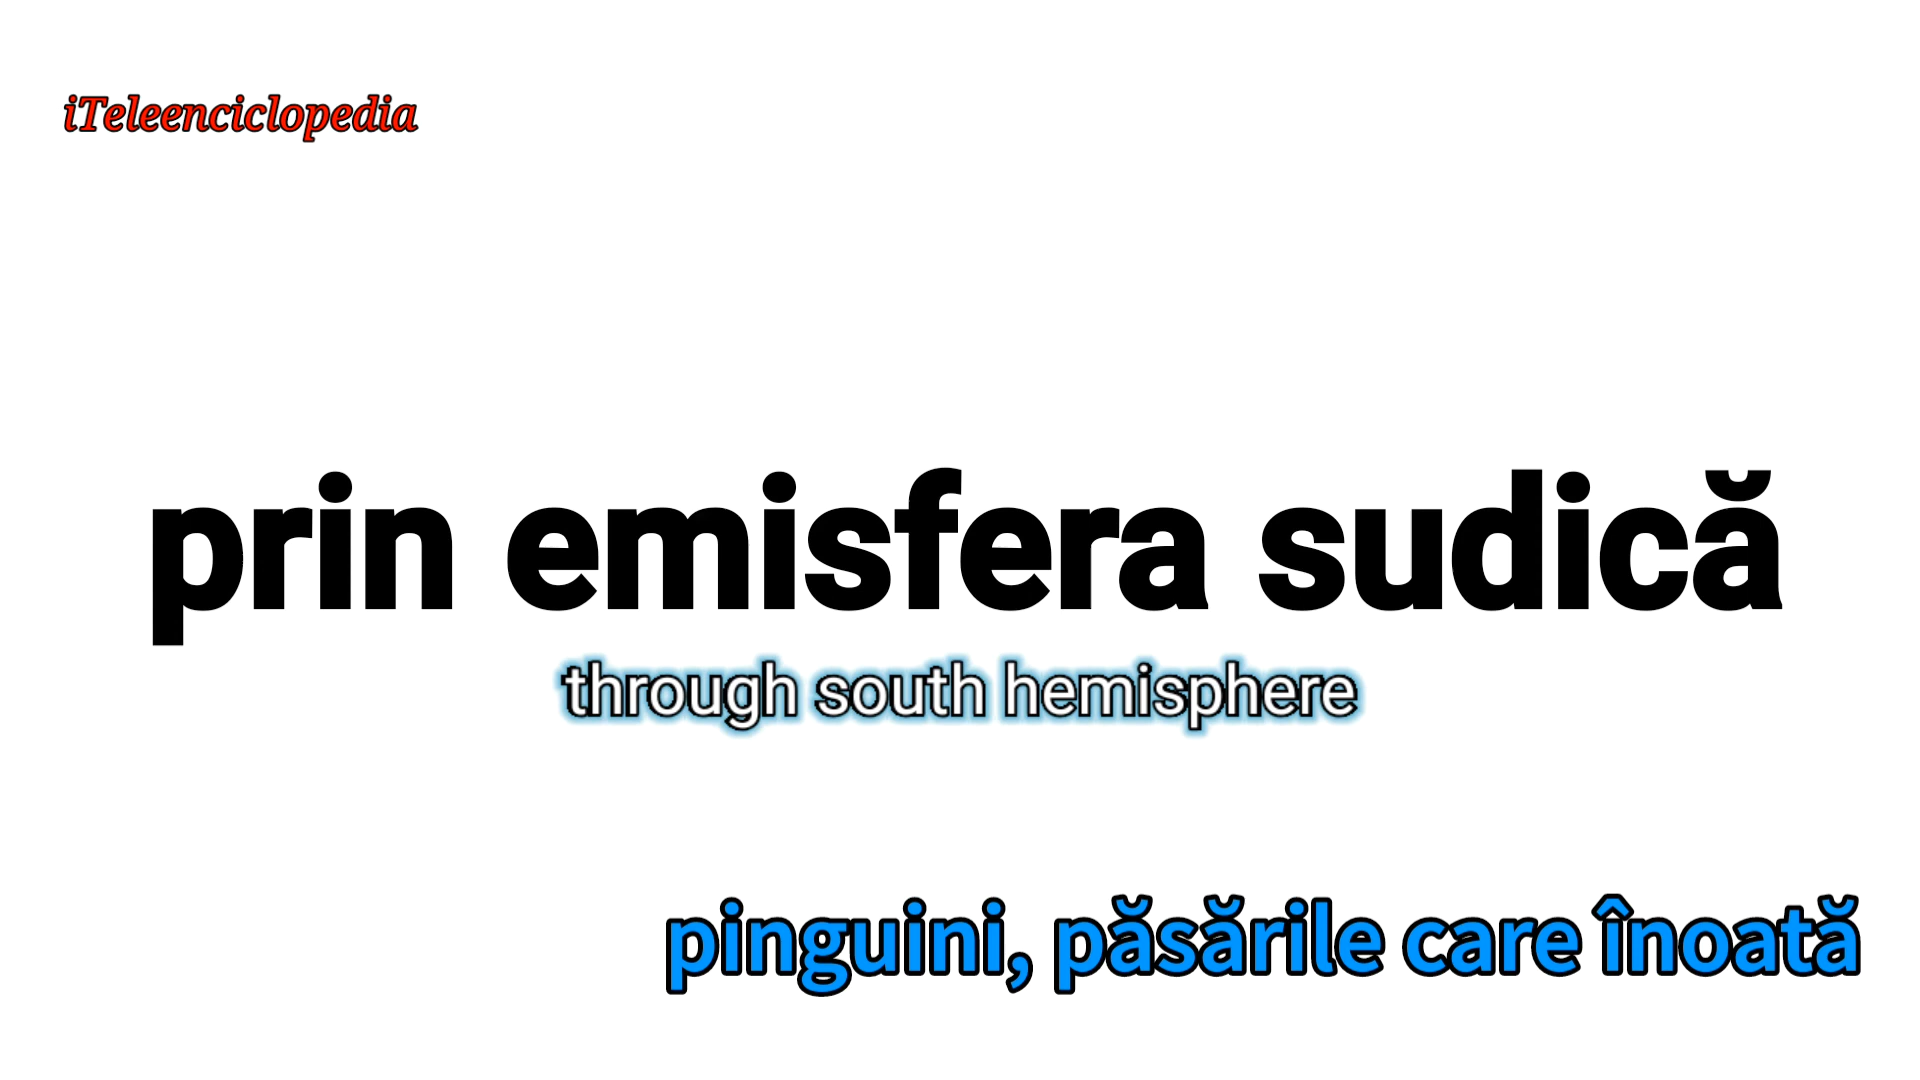 iTeleenciclopedia
prin emisfera sudică
through south hemisphere
pinguini, păsările care înoată